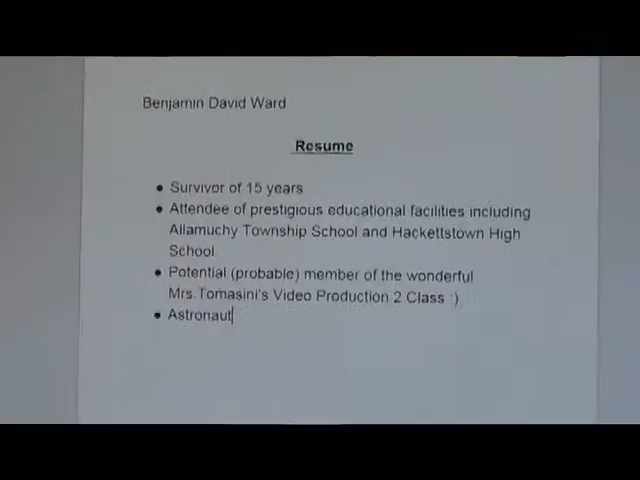 Benjamin David Ward
Resume
● Survivor of 15 years
● Attendee of prestigious educational facilities including
Allamuchy Township School and Hackettstown High
School
● Potential (probable) member of the wonderful
Mrs.Tomasini's Video Production 2 Class :)
● Astronaut